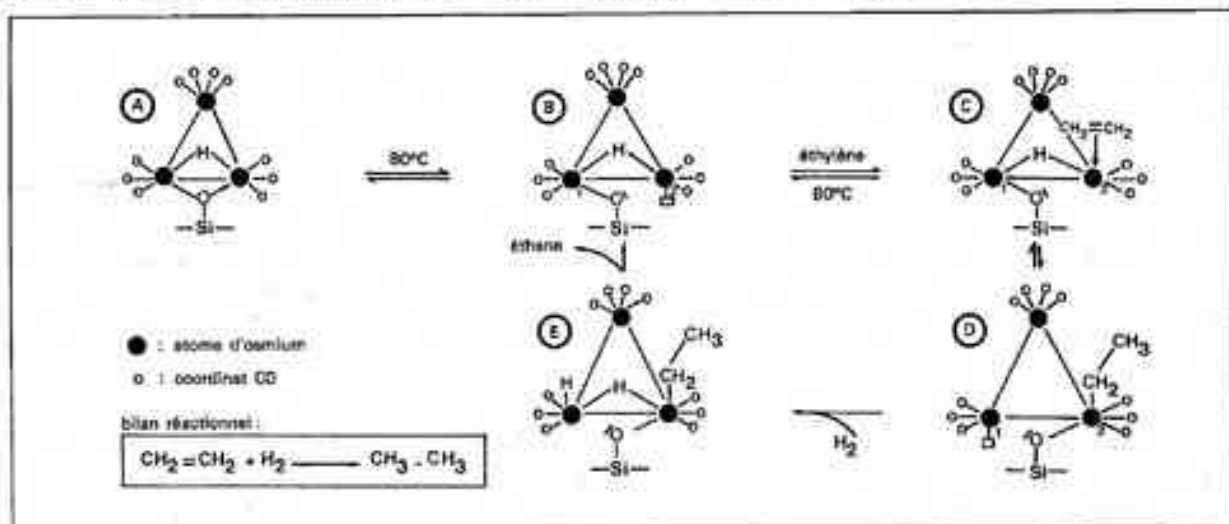 A
B
C
80°C
éthylène
80°C
CH₂=CH₂
H
H
H
O
O
O
—Si—
—Si—
—Si—
éthane
E
D
CH₃
CH₂
H
H
CH₃
CH₂
O
—Si—
H₂
O
—Si—
● : atome d'osmium
o : coordinat CO
bilan réactionnel :
CH₂=CH₂ + H₂ ⟶ CH₃ - CH₃